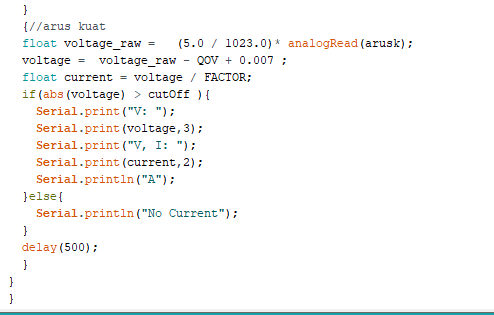 }
{//arus kuat
float voltage_raw =   (5.0 / 1023.0)* analogRead(arusk);
voltage =  voltage_raw - QOV + 0.007 ;
float current = voltage / FACTOR;
if(abs(voltage) > cutOff ){
  Serial.print("V: ");
  Serial.print(voltage,3);
  Serial.print("V, I: ");
  Serial.print(current,2);
  Serial.println("A");
}else{
  Serial.println("No Current");
}
delay(500);
}
}
}